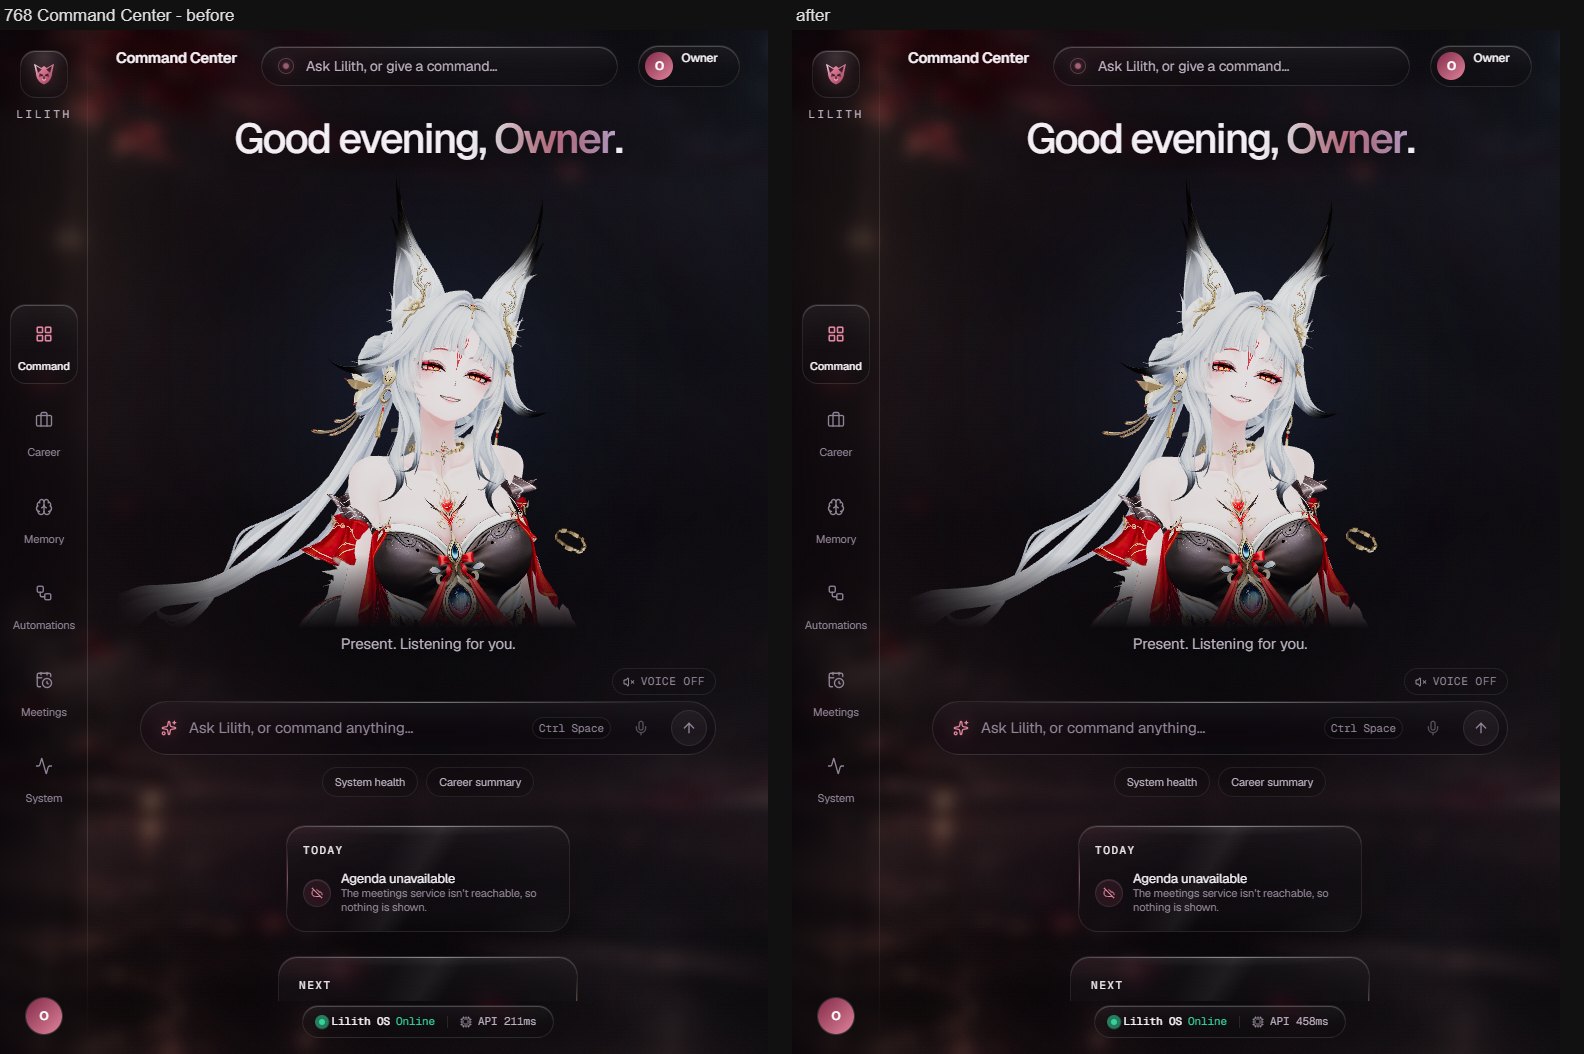 768 Command Center - before
Command Center
Ask Lilith, or give a command...
O
Owner
LILITH
Good evening, Owner.
Command
Career
Memory
Automations
Meetings
System
Present. Listening for you.
VOICE OFF
Ask Lilith, or command anything...
Ctrl Space
System health
Career summary
TODAY
Agenda unavailable
The meetings service isn't reachable, so
nothing is shown.
NEXT
O
Lilith OS Online
API 211ms
after
Command Center
Ask Lilith, or give a command...
O
Owner
LILITH
Good evening, Owner.
Command
Career
Memory
Automations
Meetings
System
Present. Listening for you.
VOICE OFF
Ask Lilith, or command anything...
Ctrl Space
System health
Career summary
TODAY
Agenda unavailable
The meetings service isn't reachable, so
nothing is shown.
NEXT
O
Lilith OS Online
API 458ms